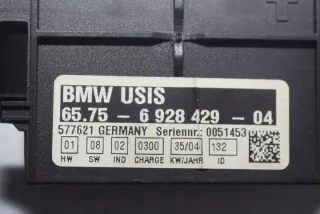 BMW USIS
65.75 - 6 928 429 - 04
577621 GERMANY Seriennr.: 0051453
01 08 02 0300 35/04 132
HW SW IND CHARGE KW/JAHR ID